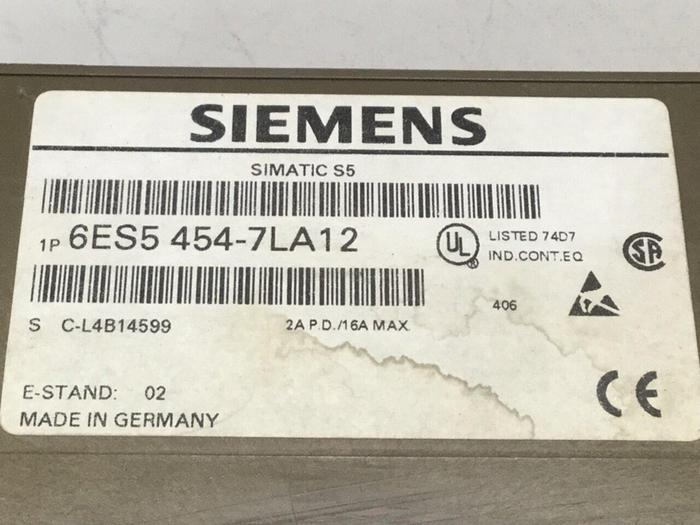 SIEMENS
SIMATIC S5
1P 6ES5 454-7LA12
UL LISTED 74D7
IND.CONT.EQ
SA
S C-L4B14599 2A P.D./16A MAX.
406
E-STAND: 02
MADE IN GERMANY
CE